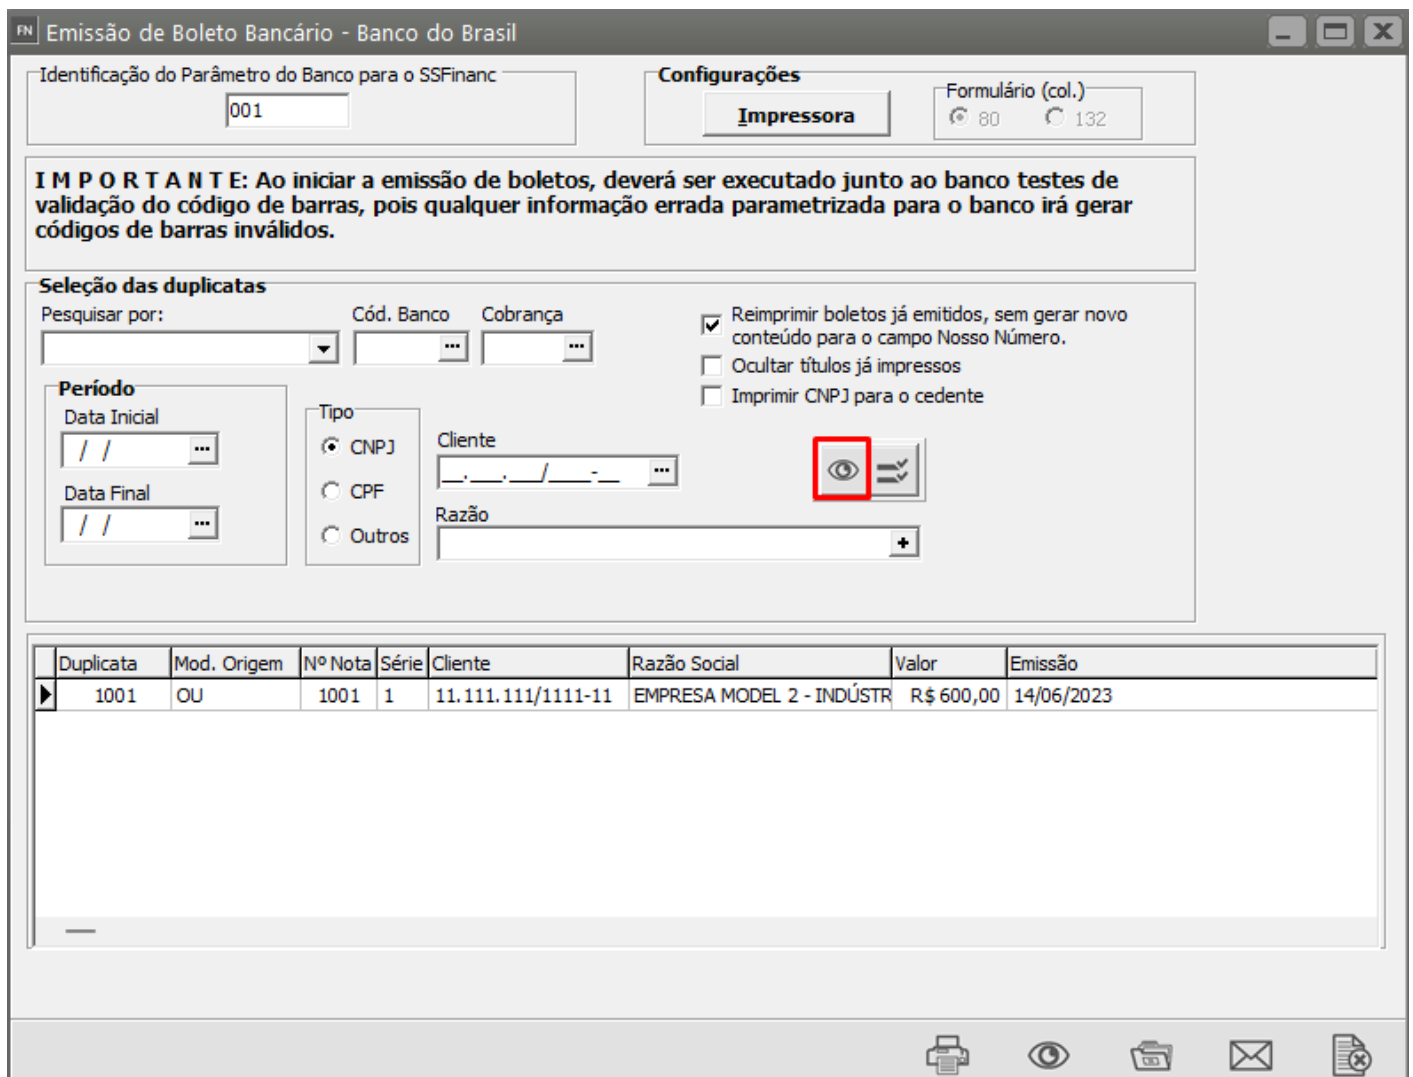 FN Emissão de Boleto Bancário - Banco do Brasil
Identificação do Parâmetro do Banco para o SSFinanc
001
Configurações
Impressora
Formulário (col.)
80 132
I M P O R T A N T E: Ao iniciar a emissão de boletos, deverá ser executado junto ao banco testes de
validação do código de barras, pois qualquer informação errada parametrizada para o banco irá gerar
códigos de barras inválidos.
Seleção das duplicatas
Pesquisar por: Cód. Banco Cobrança
Reimprimir boletos já emitidos, sem gerar novo
conteúdo para o campo Nosso Número.
Ocultar títulos já impressos
Imprimir CNPJ para o cedente
Período
Data Inicial
/ /
Data Final
/ /
Tipo
CNPJ
CPF
Outros
Cliente
__.___.___/____-__
Razão
Duplicata Mod. Origem Nº Nota Série Cliente Razão Social Valor Emissão
1001 OU 1001 1 11.111.111/1111-11 EMPRESA MODEL 2 - INDÚSTR R$ 600,00 14/06/2023